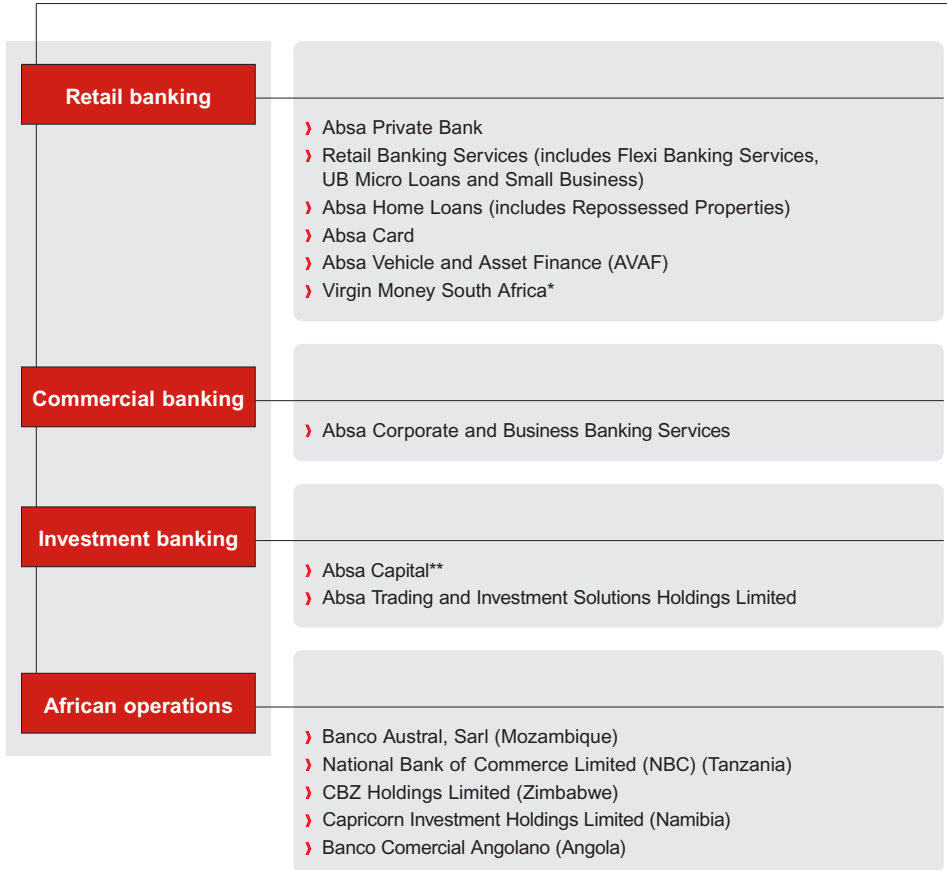 Retail banking
Absa Private Bank
Retail Banking Services (includes Flexi Banking Services,
UB Micro Loans and Small Business)
Absa Home Loans (includes Repossessed Properties)
Absa Card
Absa Vehicle and Asset Finance (AVAF)
Virgin Money South Africa*
Commercial banking
Absa Corporate and Business Banking Services
Investment banking
Absa Capital**
Absa Trading and Investment Solutions Holdings Limited
African operations
Banco Austral, Sarl (Mozambique)
National Bank of Commerce Limited (NBC) (Tanzania)
CBZ Holdings Limited (Zimbabwe)
Capricorn Investment Holdings Limited (Namibia)
Banco Comercial Angolano (Angola)